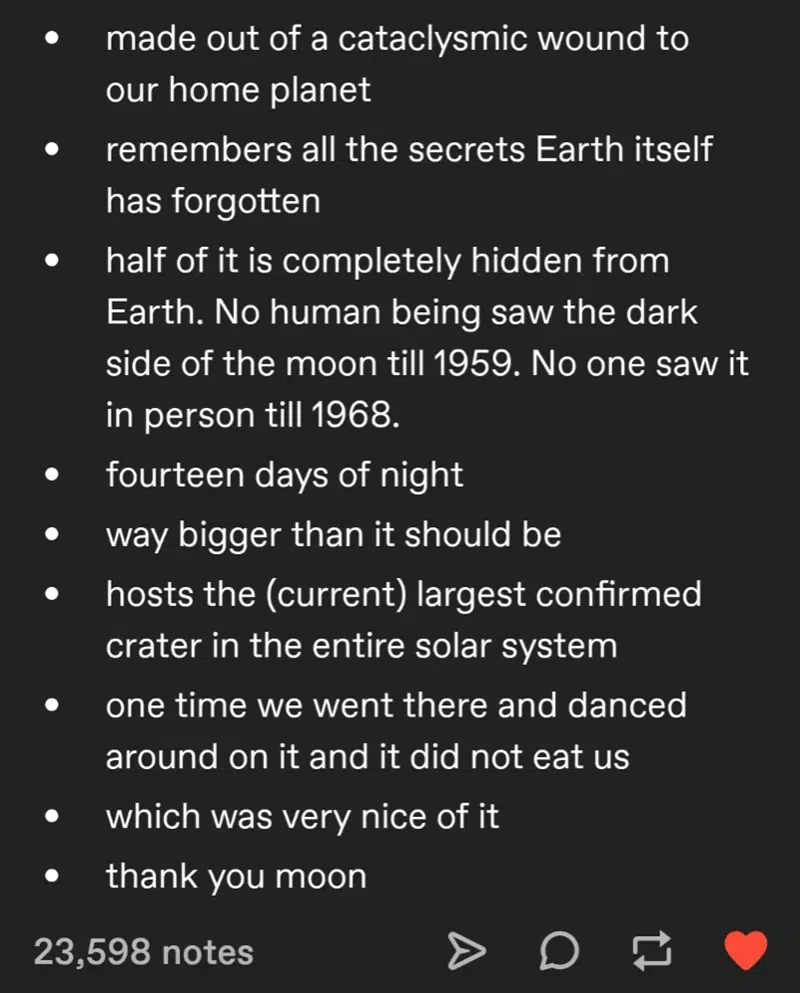 • made out of a cataclysmic wound to
our home planet
• remembers all the secrets Earth itself
has forgotten
• half of it is completely hidden from
Earth. No human being saw the dark
side of the moon till 1959. No one saw it
in person till 1968.
• fourteen days of night
• way bigger than it should be
• hosts the (current) largest confirmed
crater in the entire solar system
• one time we went there and danced
around on it and it did not eat us
• which was very nice of it
• thank you moon
23,598 notes